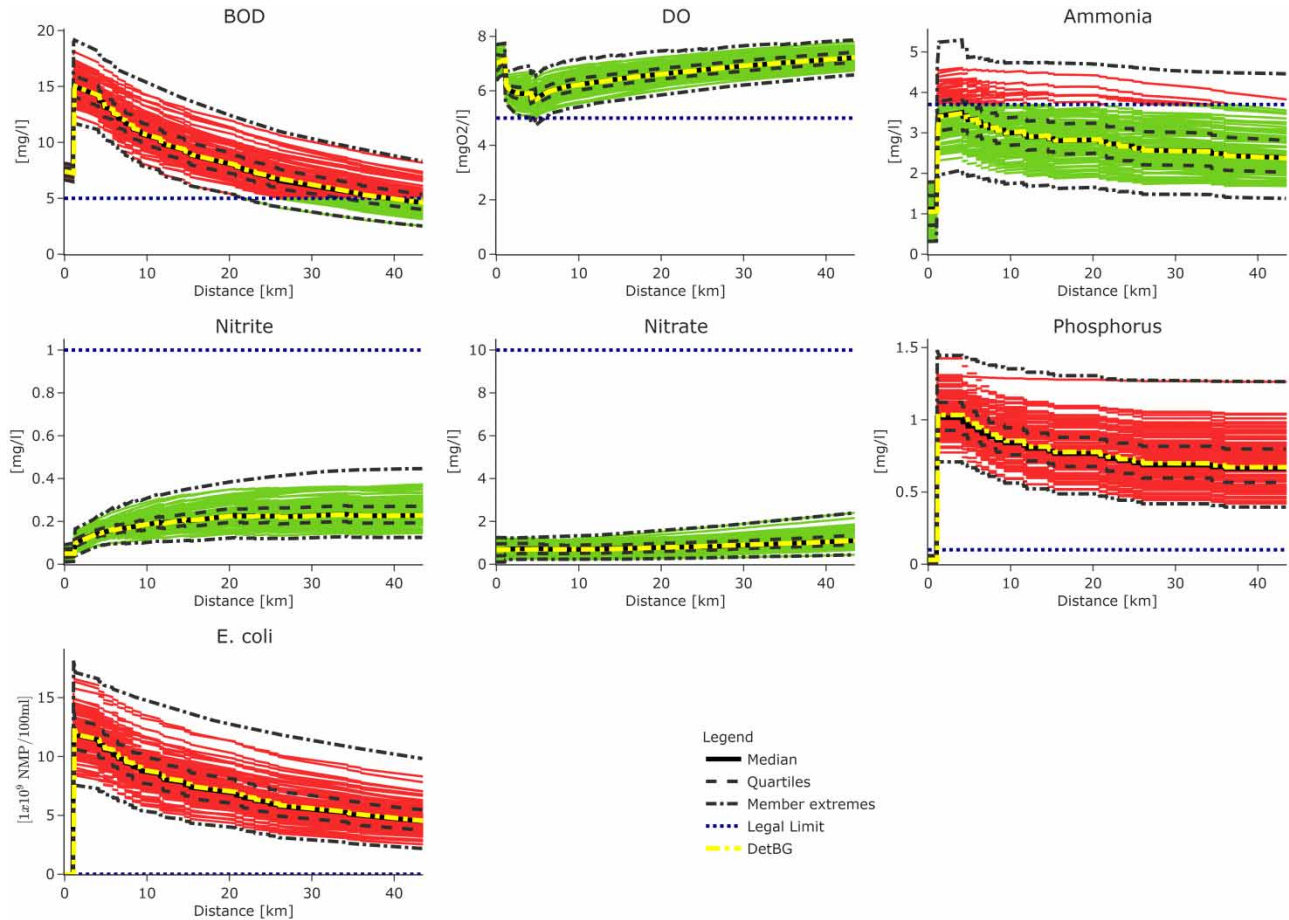 BOD
20
15
10
5
0
[mg/l]
0 10 20 30 40
Distance [km]
DO
8
6
4
2
0
[mgO2/l]
0 10 20 30 40
Distance [km]
Ammonia
5
4
3
2
1
0
[mg/l]
0 10 20 30 40
Distance [km]
Nitrite
1
0.8
0.6
0.4
0.2
0
[mg/l]
0 10 20 30 40
Distance [km]
Nitrate
10
8
6
4
2
0
[mg/l]
0 10 20 30 40
Distance [km]
Phosphorus
1.5
1
0.5
0
[mg/l]
0 10 20 30 40
Distance [km]
E. coli
15
10
5
0
[1x10⁹ NMP/100ml]
0 10 20 30 40
Distance [km]
Legend
Median
Quartiles
Member extremes
Legal Limit
DetBG